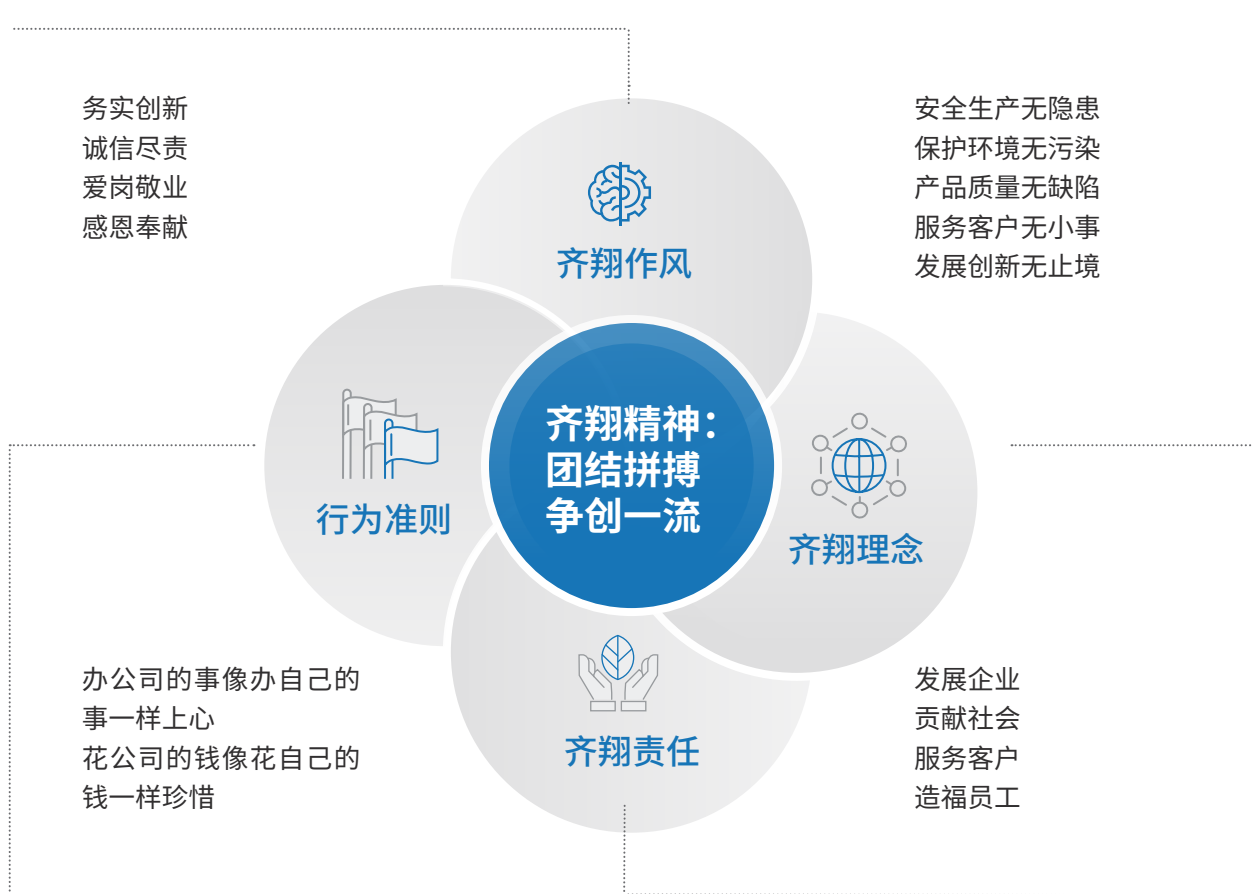 务实创新
诚信尽责
爱岗敬业
感恩奉献
安全生产无隐患
保护环境无污染
产品质量无缺陷
服务客户无小事
发展创新无止境
齐翔作风
齐翔精神：
团结拼搏
争创一流
行为准则
齐翔理念
齐翔责任
办公司的事像办自己的
事一样上心
花公司的钱像花自己的
钱一样珍惜
发展企业
贡献社会
服务客户
造福员工